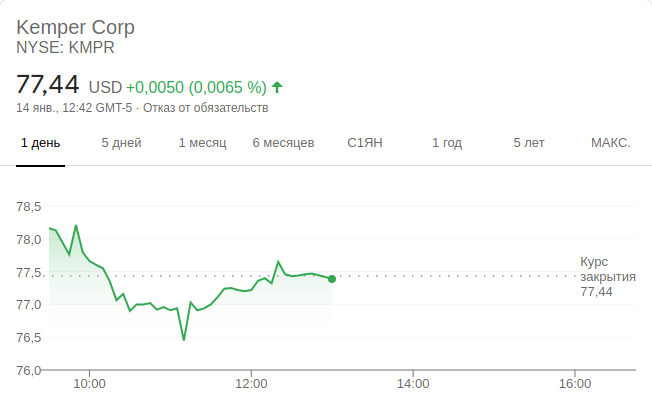 Kemper Corp
NYSE: KMPR
77,44 USD +0,0050 (0,0065 %)
14 янв., 12:42 GMT-5 · Отказ от обязательств
1 день 5 дней 1 месяц 6 месяцев С1ЯН 1 год 5 лет МАКС.
78,5
78,0
77,5
77,0
76,5
76,0
Курс
закрытия
77,44
10:00 12:00 14:00 16:00